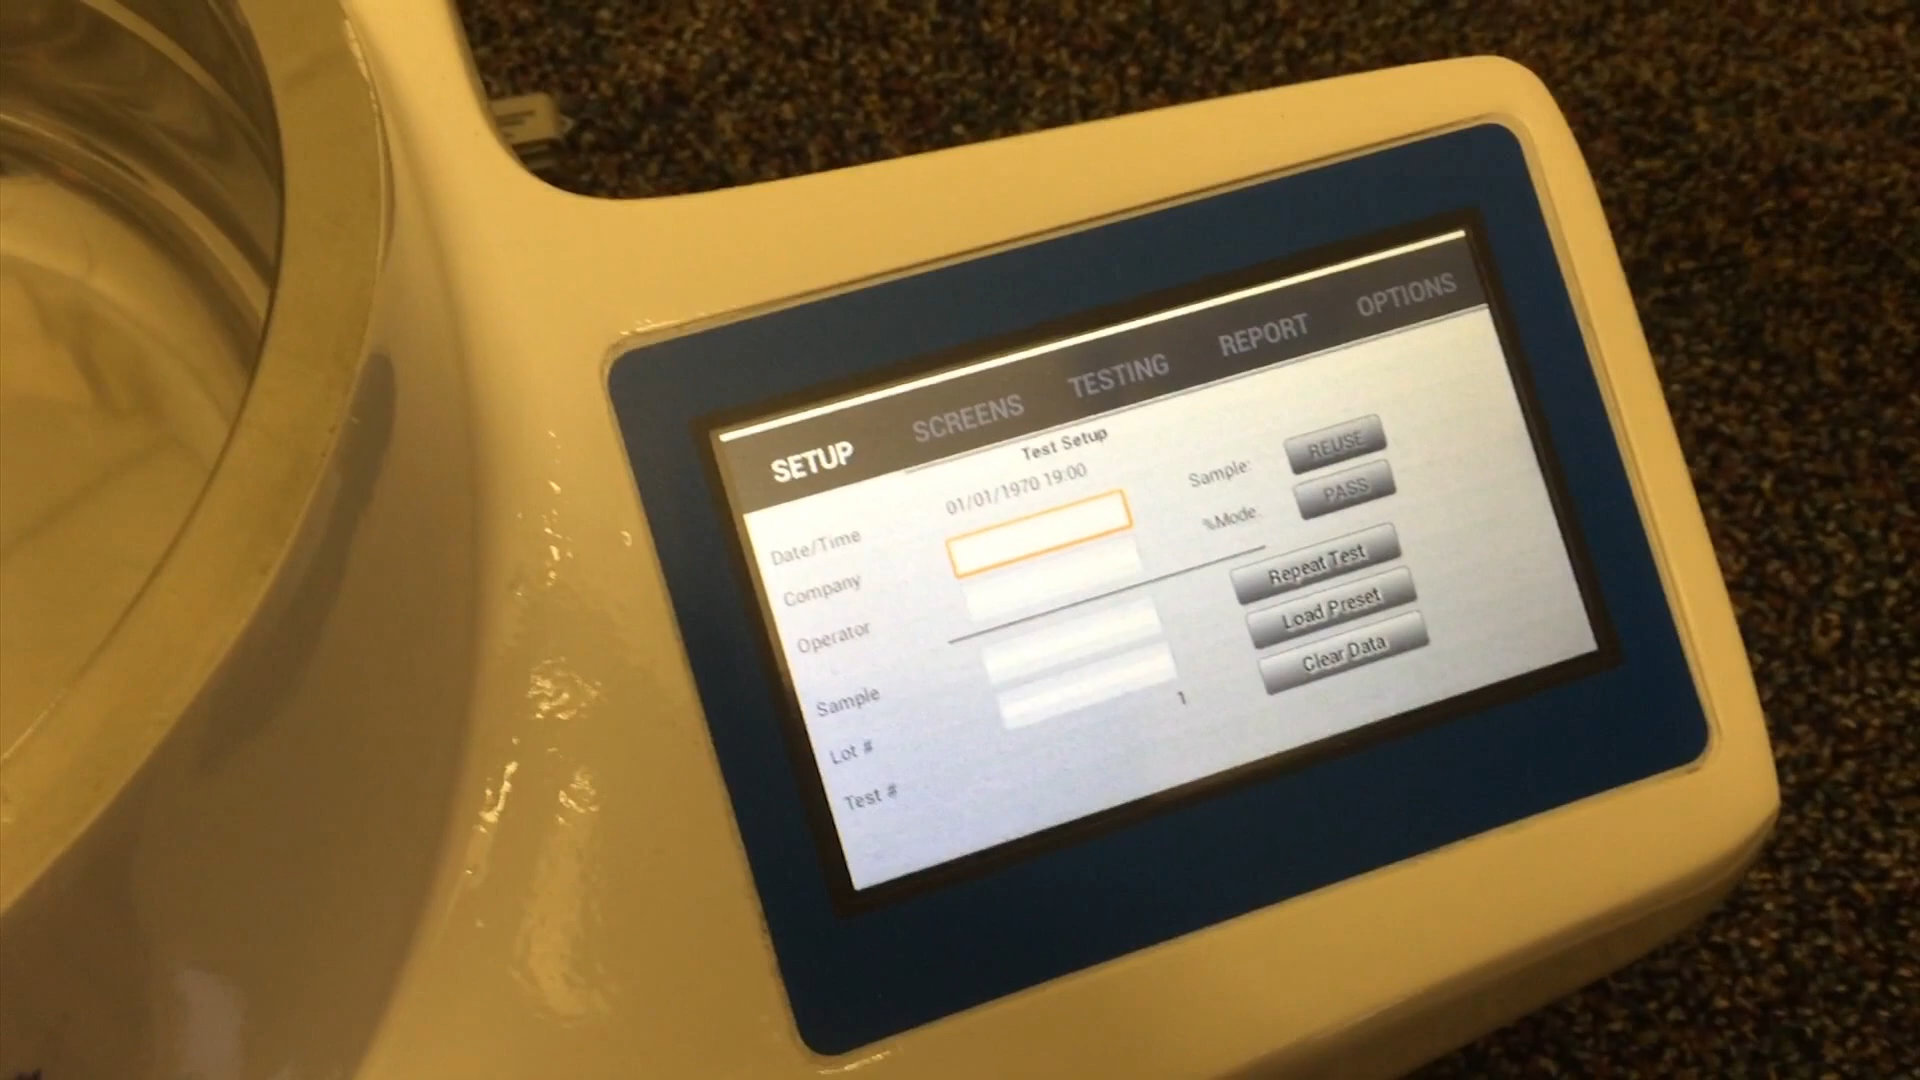 SETUP SCREENS TESTING REPORT OPTIONS
Test Setup
Date/Time 01/01/1970 19:00
Company
Operator
Sample
Lot #
Test # 1
Sample: REUSE
%Mode: PASS
Repeat Test
Load Preset
Clear Data